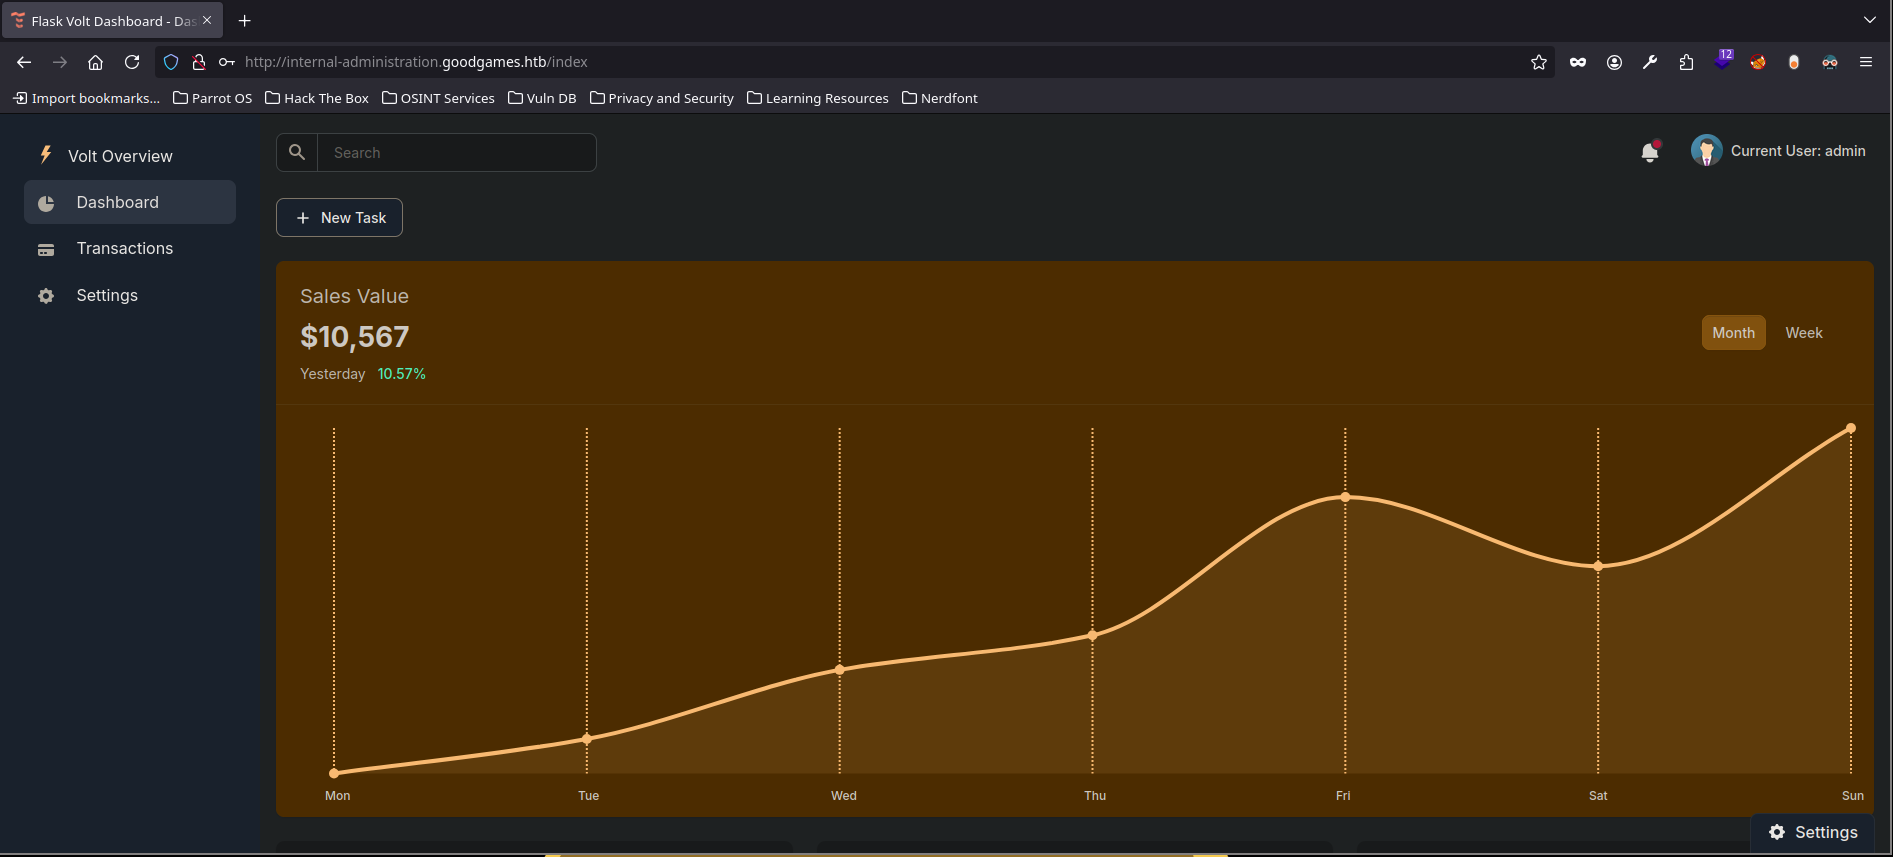 Flask Volt Dashboard - Das
http://internal-administration.goodgames.htb/index
12
Import bookmarks... Parrot OS Hack The Box OSINT Services Vuln DB Privacy and Security Learning Resources Nerdfont
Volt Overview
Dashboard
Transactions
Settings
Search
Current User: admin
New Task
Sales Value
$10,567
Yesterday 10.57%
Month Week
Mon Tue Wed Thu Fri Sat Sun
Settings